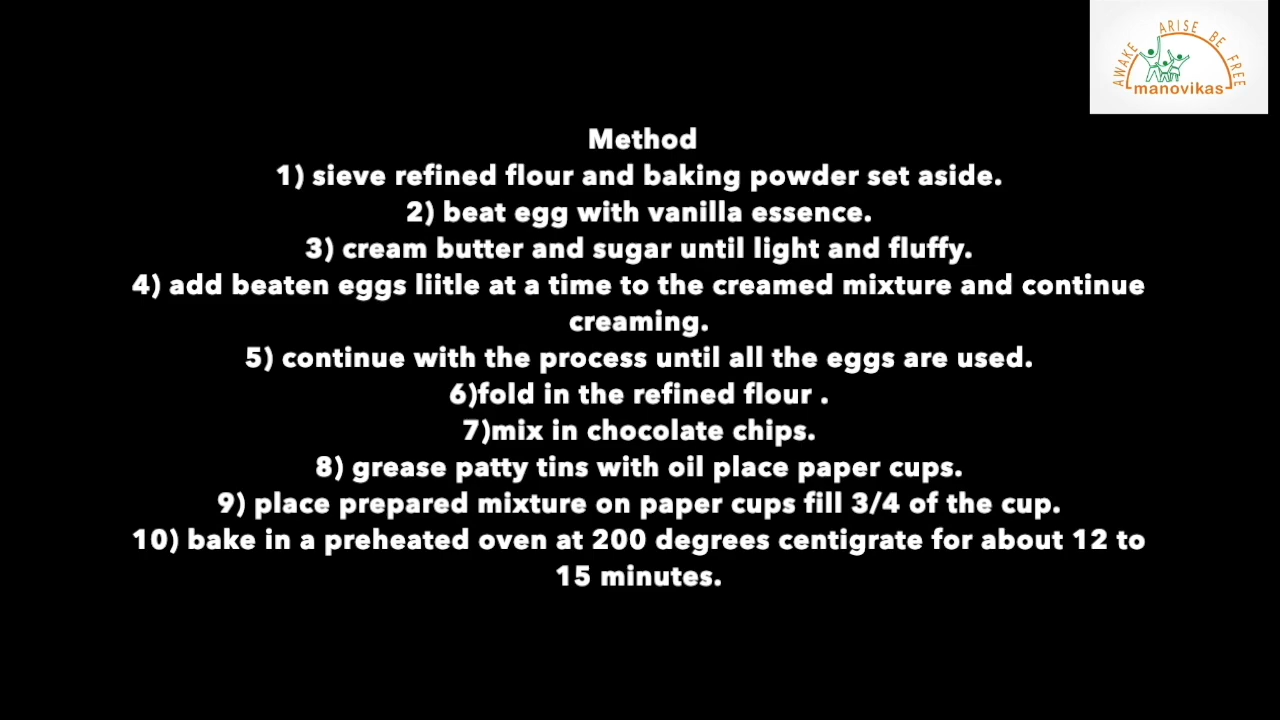 AWAKE ARISE BE FREE
manovikas
Method
1) sieve refined flour and baking powder set aside.
2) beat egg with vanilla essence.
3) cream butter and sugar until light and fluffy.
4) add beaten eggs liitle at a time to the creamed mixture and continue
creaming.
5) continue with the process until all the eggs are used.
6)fold in the refined flour .
7)mix in chocolate chips.
8) grease patty tins with oil place paper cups.
9) place prepared mixture on paper cups fill 3/4 of the cup.
10) bake in a preheated oven at 200 degrees centigrate for about 12 to
15 minutes.